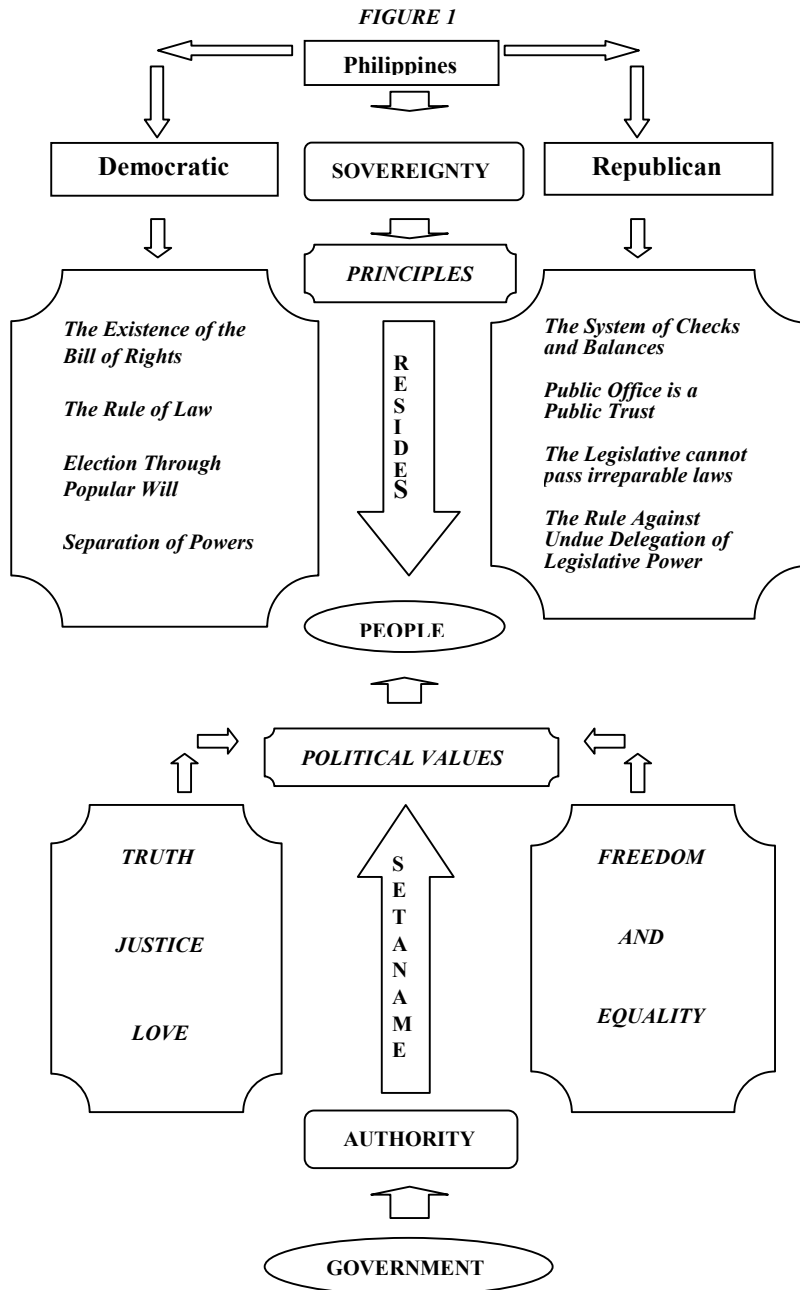 FIGURE 1
Philippines
Democratic
SOVEREIGNTY
Republican
PRINCIPLES
The Existence of the
Bill of Rights
The Rule of Law
Election Through
Popular Will
Separation of Powers
RESIDES
The System of Checks
and Balances
Public Office is a
Public Trust
The Legislative cannot
pass irreparable laws
The Rule Against
Undue Delegation of
Legislative Power
PEOPLE
POLITICAL VALUES
TRUTH
JUSTICE
LOVE
SETANAME
FREEDOM
AND
EQUALITY
AUTHORITY
GOVERNMENT